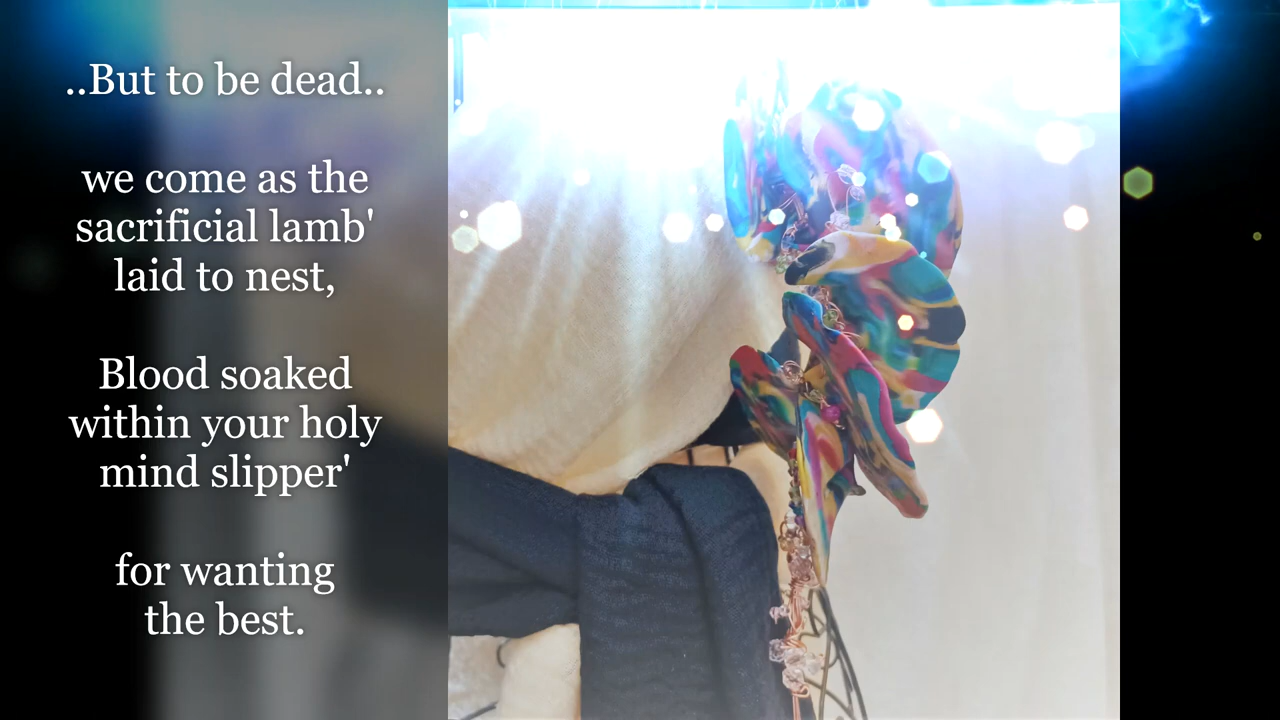 ..But to be dead..
we come as the
sacrificial lamb'
laid to nest,
Blood soaked
within your holy
mind slipper'
for wanting
the best.